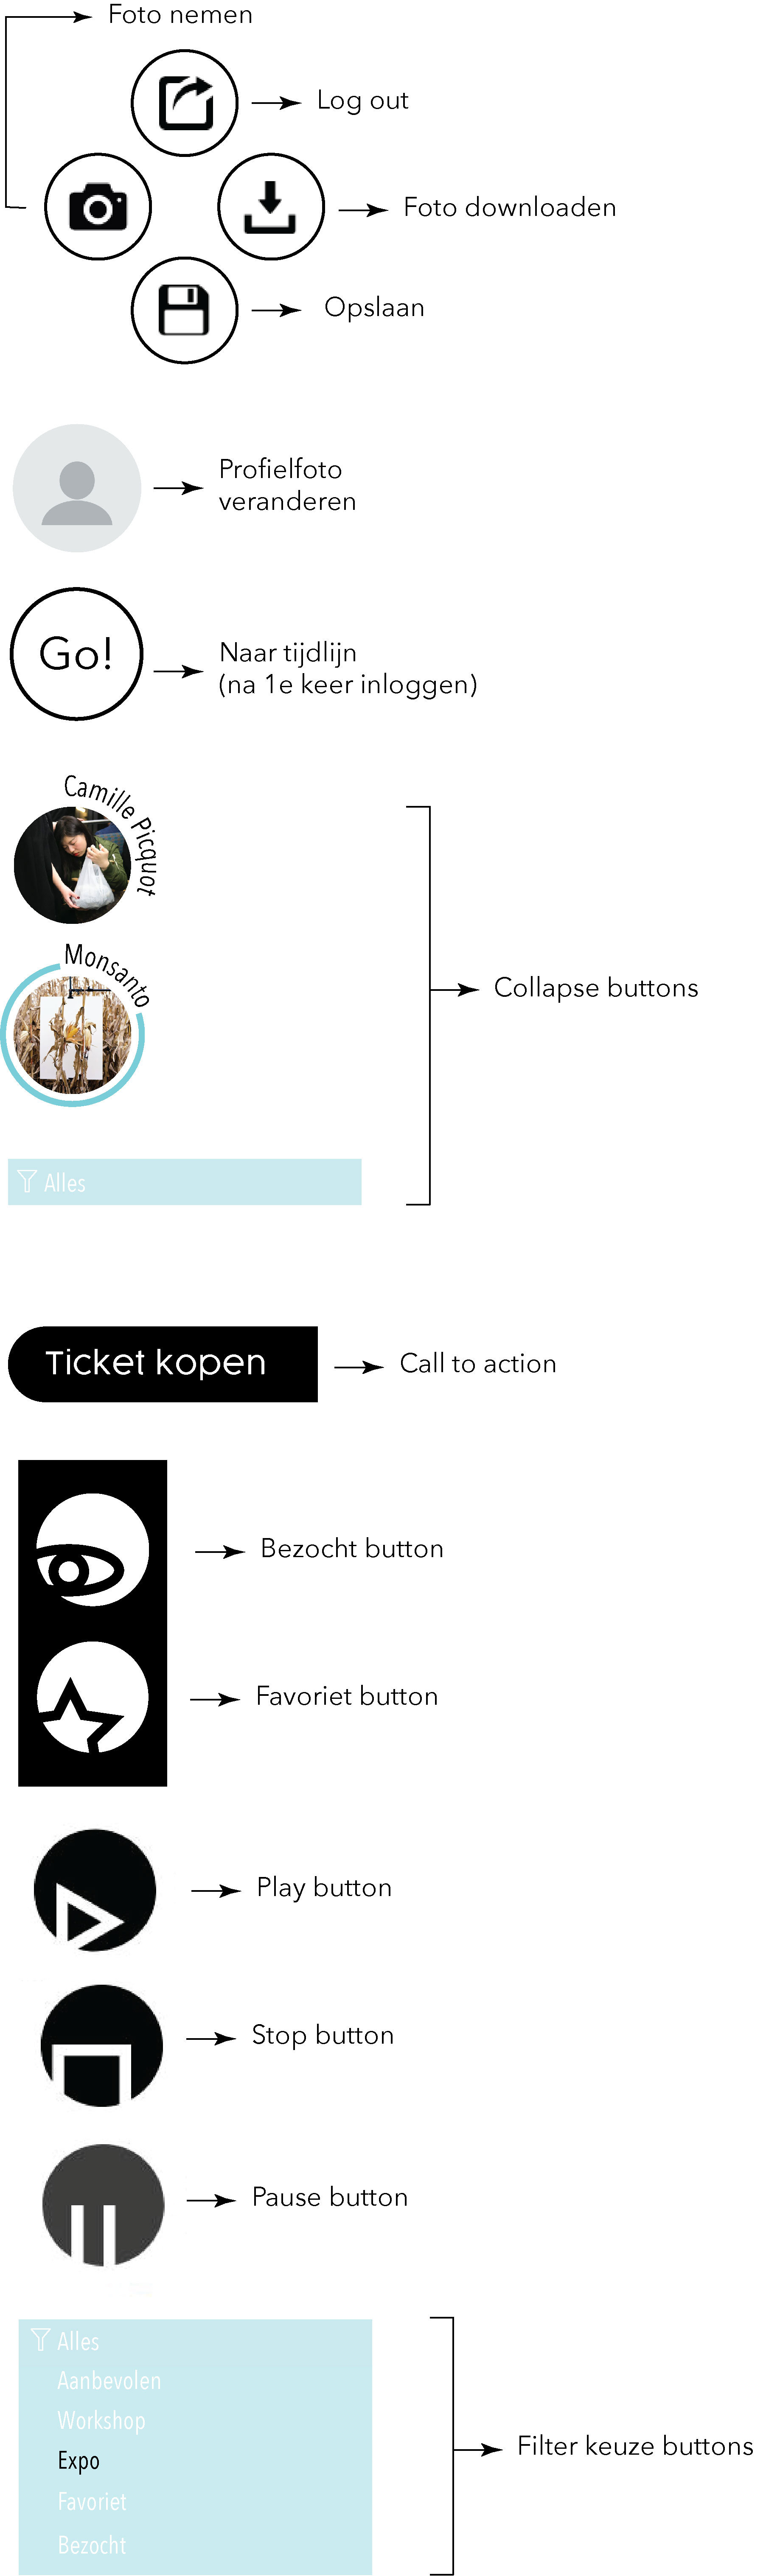 Foto nemen
Log out
Foto downloaden
Opslaan
Profielfoto
veranderen
Go!
Naar tijdlijn
(na 1e keer inloggen)
Camille Picquot
Monsanto
Collapse buttons
Alles
Ticket kopen
Call to action
Bezocht button
Favoriet button
Play button
Stop button
Pause button
Alles
Aanbevolen
Workshop
Expo
Favoriet
Bezocht
Filter keuze buttons